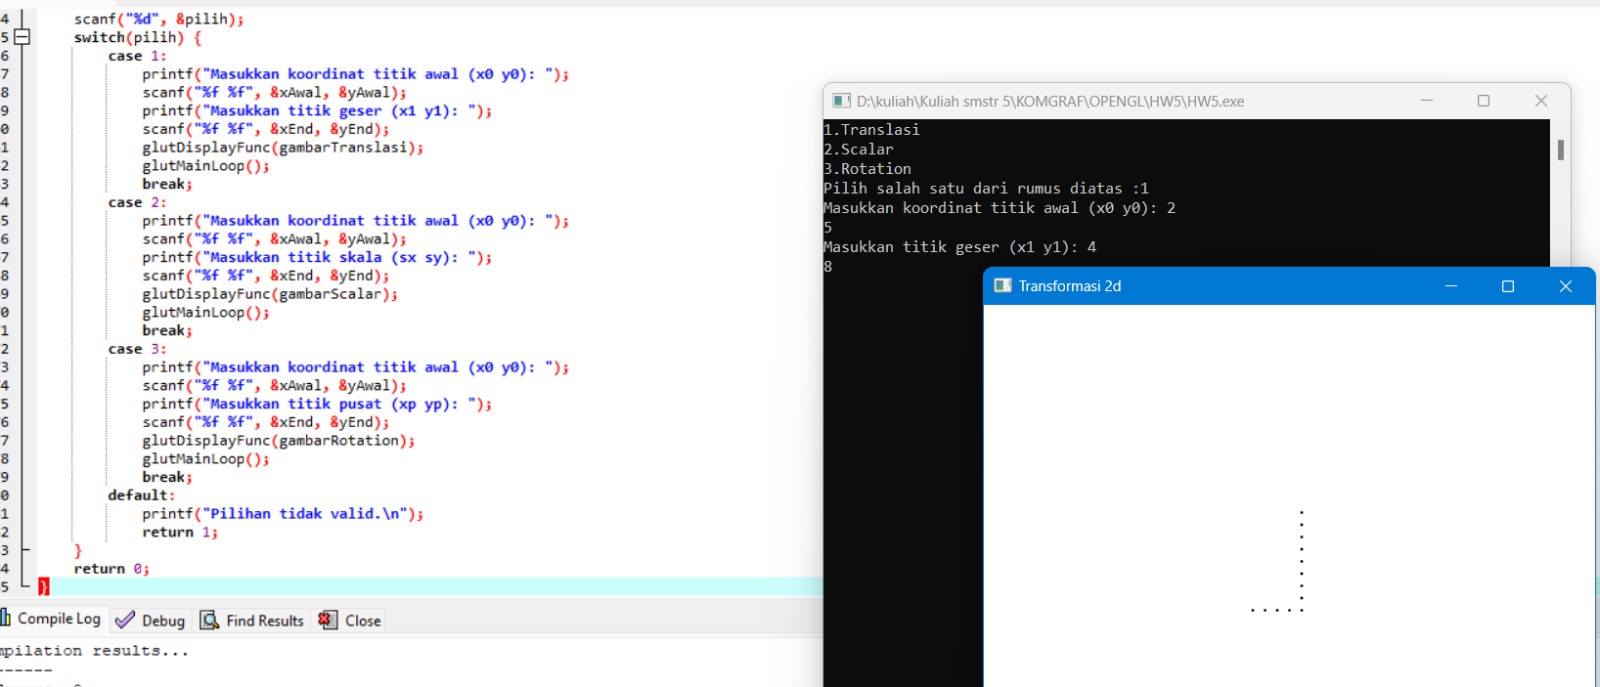 4 scanf("%d", &pilih);
5 switch(pilih) {
6 case 1:
7 printf("Masukkan koordinat titik awal (x0 y0): ");
8 scanf("%f %f", &xAwal, &yAwal);
9 printf("Masukkan titik geser (x1 y1): ");
0 scanf("%f %f", &xEnd, &yEnd);
1 glutDisplayFunc(gambarTranslasi);
2 glutMainLoop();
3 break;
4 case 2:
5 printf("Masukkan koordinat titik awal (x0 y0): ");
6 scanf("%f %f", &xAwal, &yAwal);
7 printf("Masukkan titik skala (sx sy): ");
8 scanf("%f %f", &xEnd, &yEnd);
9 glutDisplayFunc(gambarScalar);
0 glutMainLoop();
1 break;
2 case 3:
3 printf("Masukkan koordinat titik awal (x0 y0): ");
4 scanf("%f %f", &xAwal, &yAwal);
5 printf("Masukkan titik pusat (xp yp): ");
6 scanf("%f %f", &xEnd, &yEnd);
7 glutDisplayFunc(gambarRotation);
8 glutMainLoop();
9 break;
0 default:
1 printf("Pilihan tidak valid.\n");
2 return 1;
3 }
4 return 0;
5 }
Compile Log Debug Find Results Close
mpilation results...
------
D:\kuliah\Kuliah smstr 5\KOMGRAF\OPENGL\HW5\HW5.exe
1.Translasi
2.Scalar
3.Rotation
Pilih salah satu dari rumus diatas :1
Masukkan koordinat titik awal (x0 y0): 2
5
Masukkan titik geser (x1 y1): 4
8
Transformasi 2d